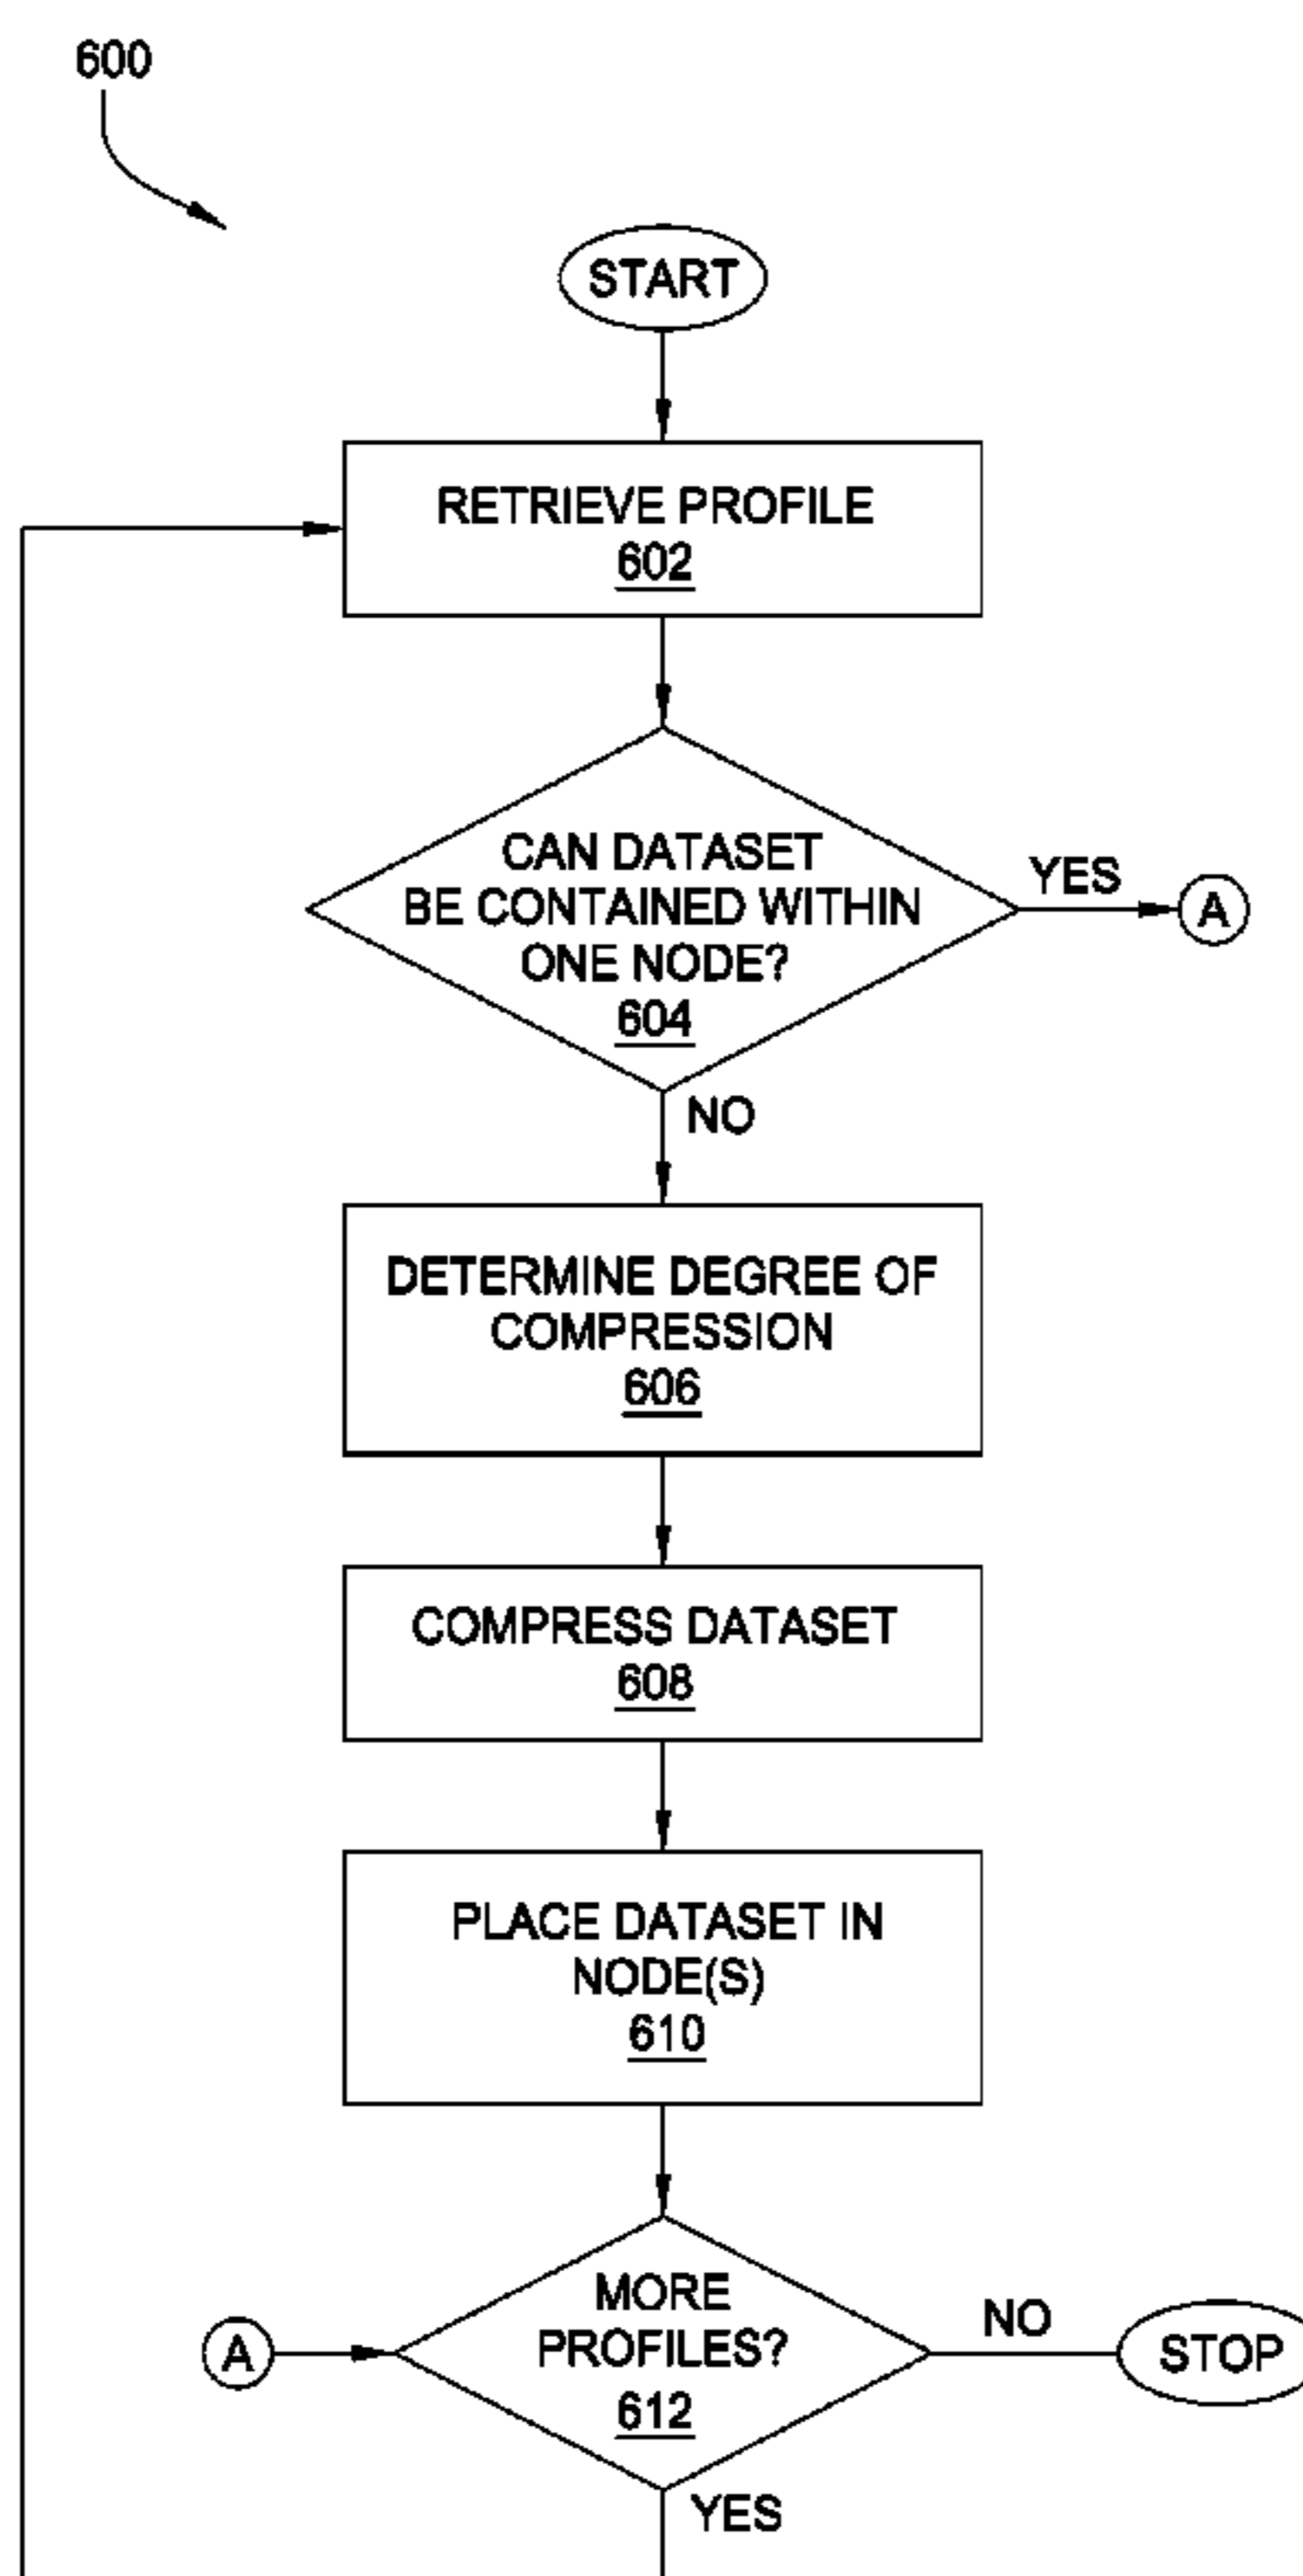 600
START
RETRIEVE PROFILE
602
CAN DATASET
BE CONTAINED WITHIN
ONE NODE?
604
YES
A
NO
DETERMINE DEGREE OF
COMPRESSION
606
COMPRESS DATASET
608
PLACE DATASET IN
NODE(S)
610
A
MORE
PROFILES?
612
NO
STOP
YES